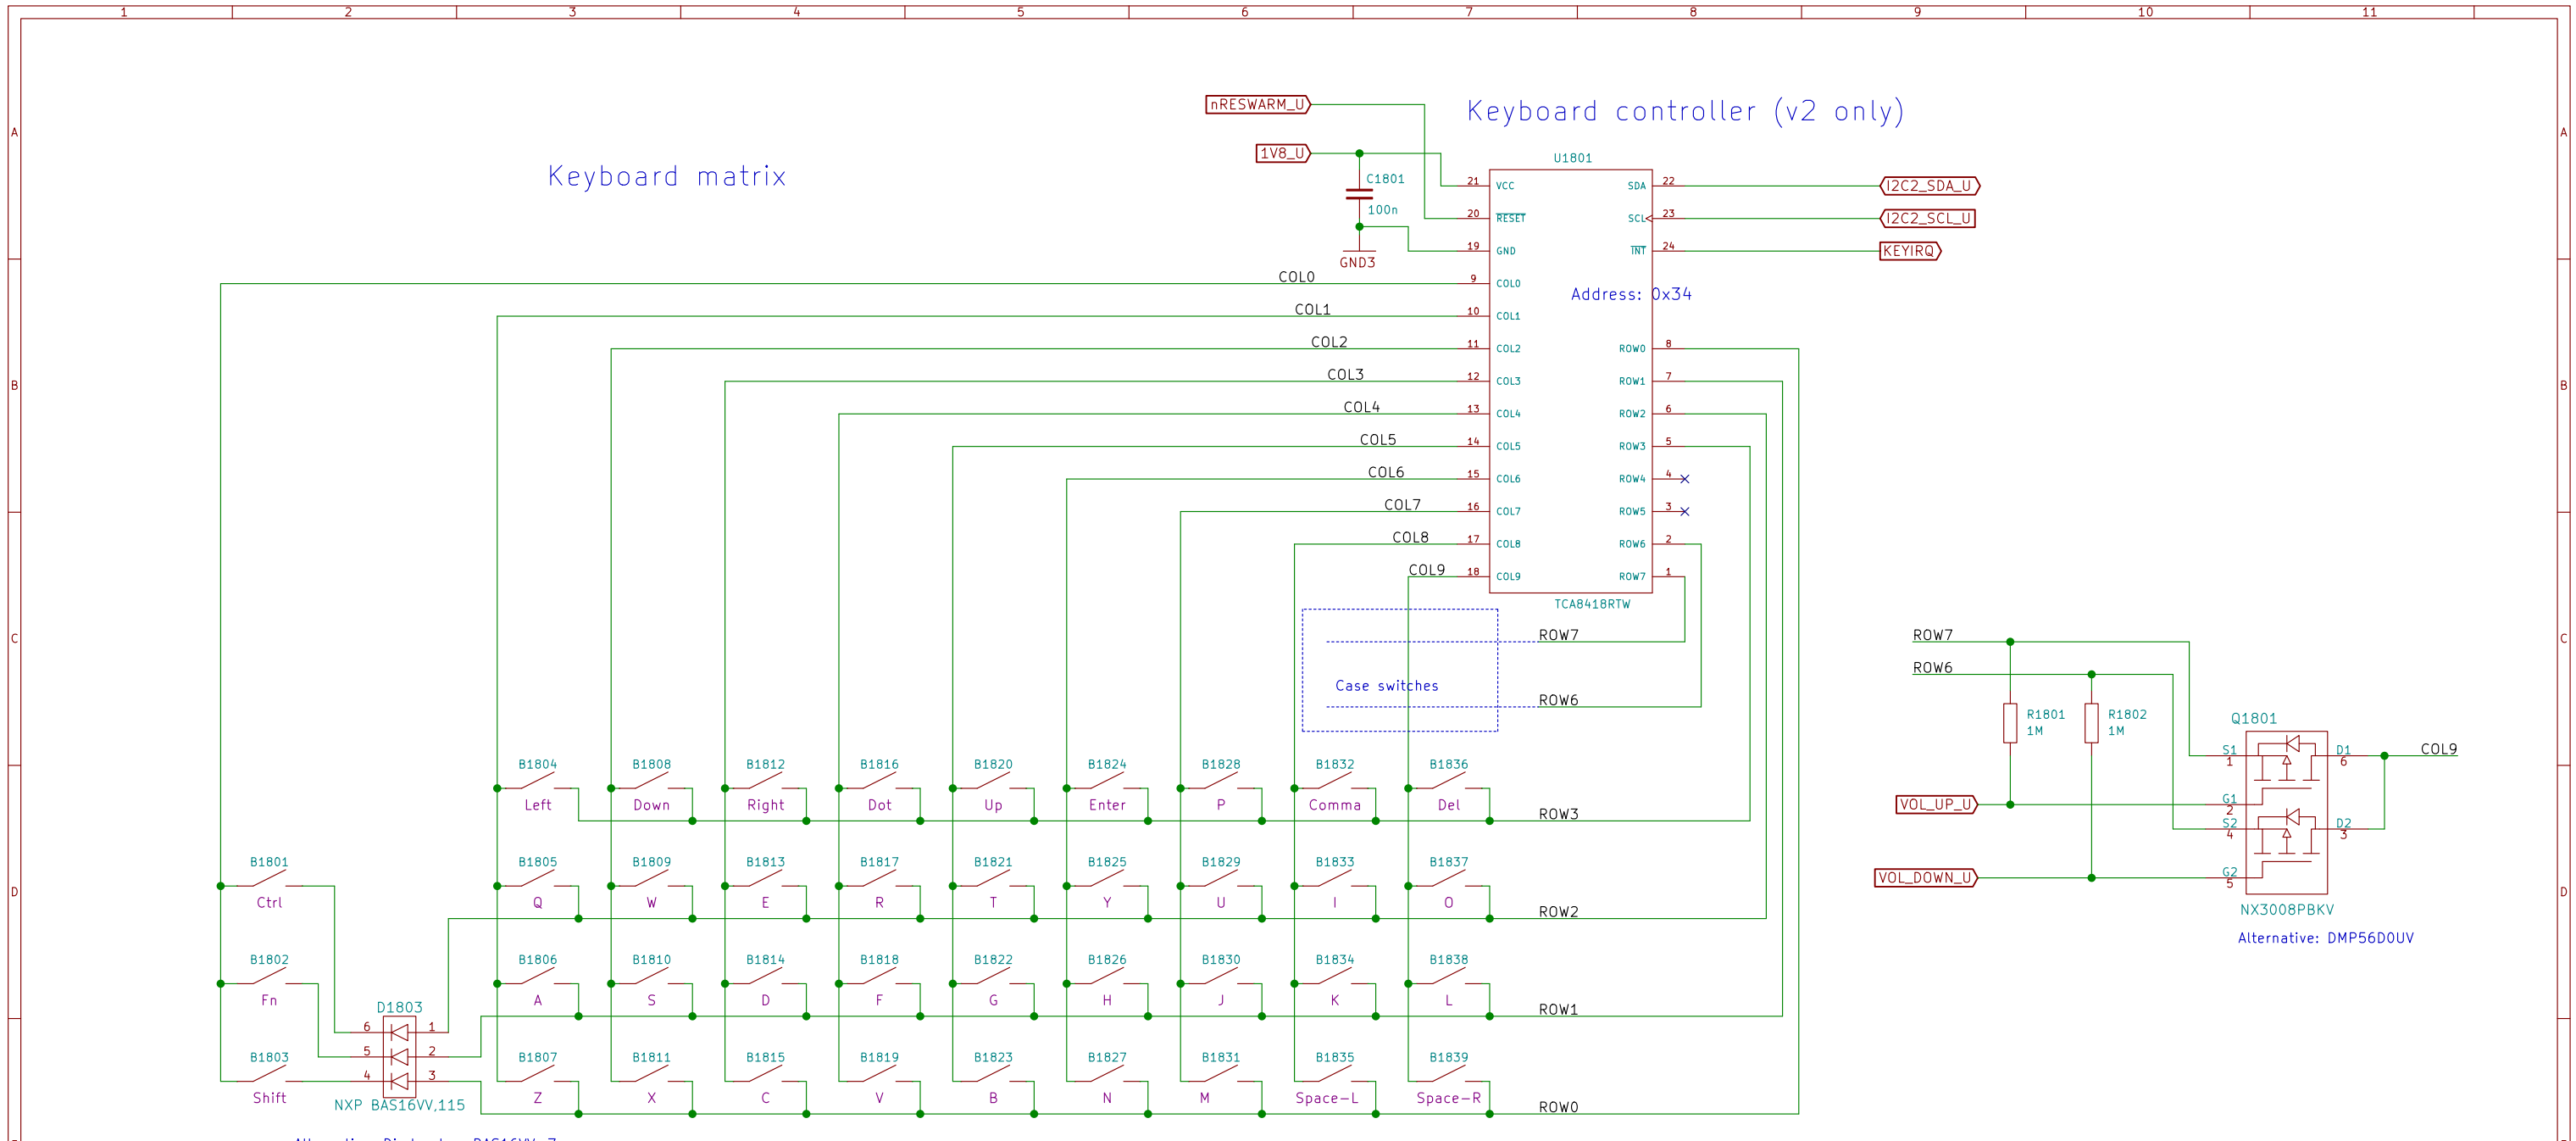 1 2 3 4 5 6 7 8 9 10 11
A A
B B
C C
D D
Keyboard matrix
Keyboard controller (v2 only)
nRESWARM_U
1V8_U
C1801
100n
GND3
U1801
21 VCC SDA 22 I2C2_SDA_U
20 RESET SCL 23 I2C2_SCL_U
19 GND INT 24 KEYIRQ
COL0 9 COL0
Address: 0x34
COL1 10 COL1
COL2 11 COL2 ROW0 8
COL3 12 COL3 ROW1 7
COL4 13 COL4 ROW2 6
COL5 14 COL5 ROW3 5
COL6 15 COL6 ROW4 4
COL7 16 COL7 ROW5 3
COL8 17 COL8 ROW6 2
COL9 18 COL9 ROW7 1
TCA8418RTW
ROW7
Case switches
ROW6
B1804 B1808 B1812 B1816 B1820 B1824 B1828 B1832 B1836
Left Down Right Dot Up Enter P Comma Del
ROW3
B1801 B1805 B1809 B1813 B1817 B1821 B1825 B1829 B1833 B1837
Ctrl Q W E R T Y U I O
ROW2
B1802 B1806 B1810 B1814 B1818 B1822 B1826 B1830 B1834 B1838
Fn A S D F G H J K L
ROW1
D1803
6 1
5 2
4 3
NXP BAS16VV,115
B1803 B1807 B1811 B1815 B1819 B1823 B1827 B1831 B1835 B1839
Shift Z X C V B N M Space-L Space-R
ROW0
ROW7
ROW6
R1801
1M
R1802
1M
Q1801
S1 D1
1 6
COL9
VOL_UP_U
G1
2
S2 D2
4 3
VOL_DOWN_U
G2
5
NX3008PBKV
Alternative: DMP56D0UV